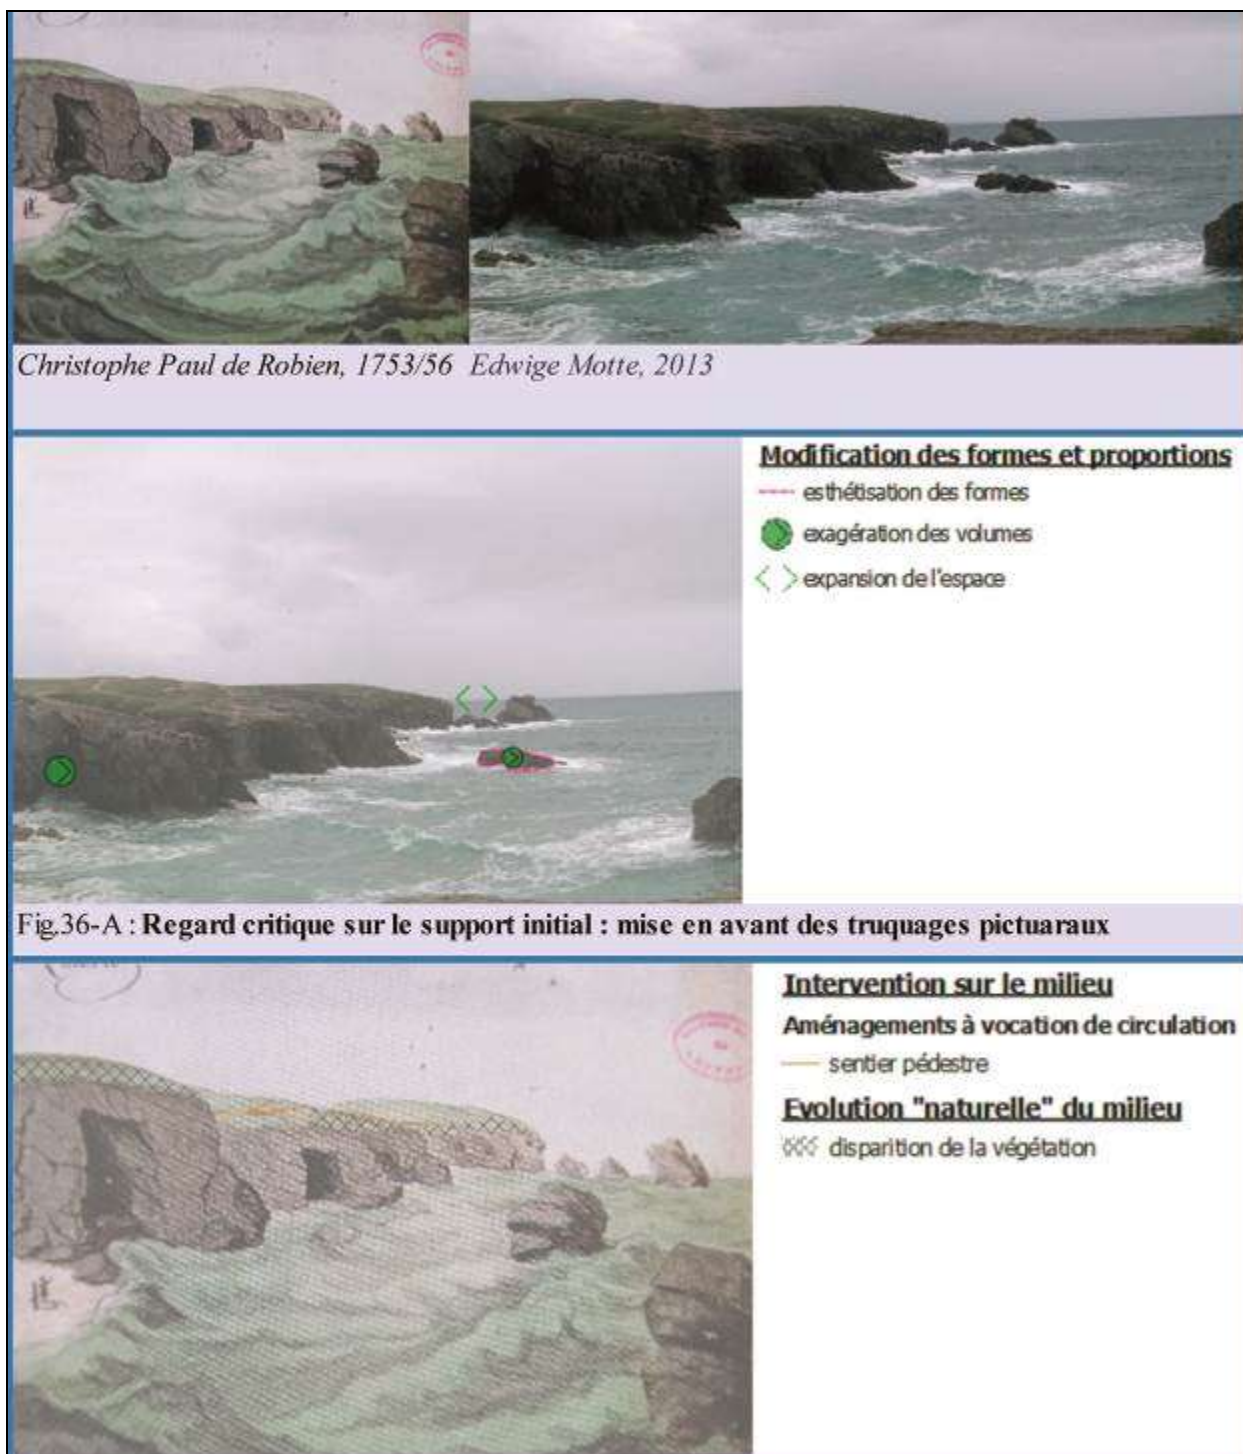 Christophe Paul de Robien, 1753/56 Edwige Motte, 2013
Modification des formes et proportions
esthétisation des formes
exagération des volumes
expansion de l'espace
Fig.36-A : Regard critique sur le support initial : mise en avant des truquages pictuaraux
Intervention sur le milieu
Aménagements à vocation de circulation
sentier pédestre
Evolution "naturelle" du milieu
disparition de la végétation